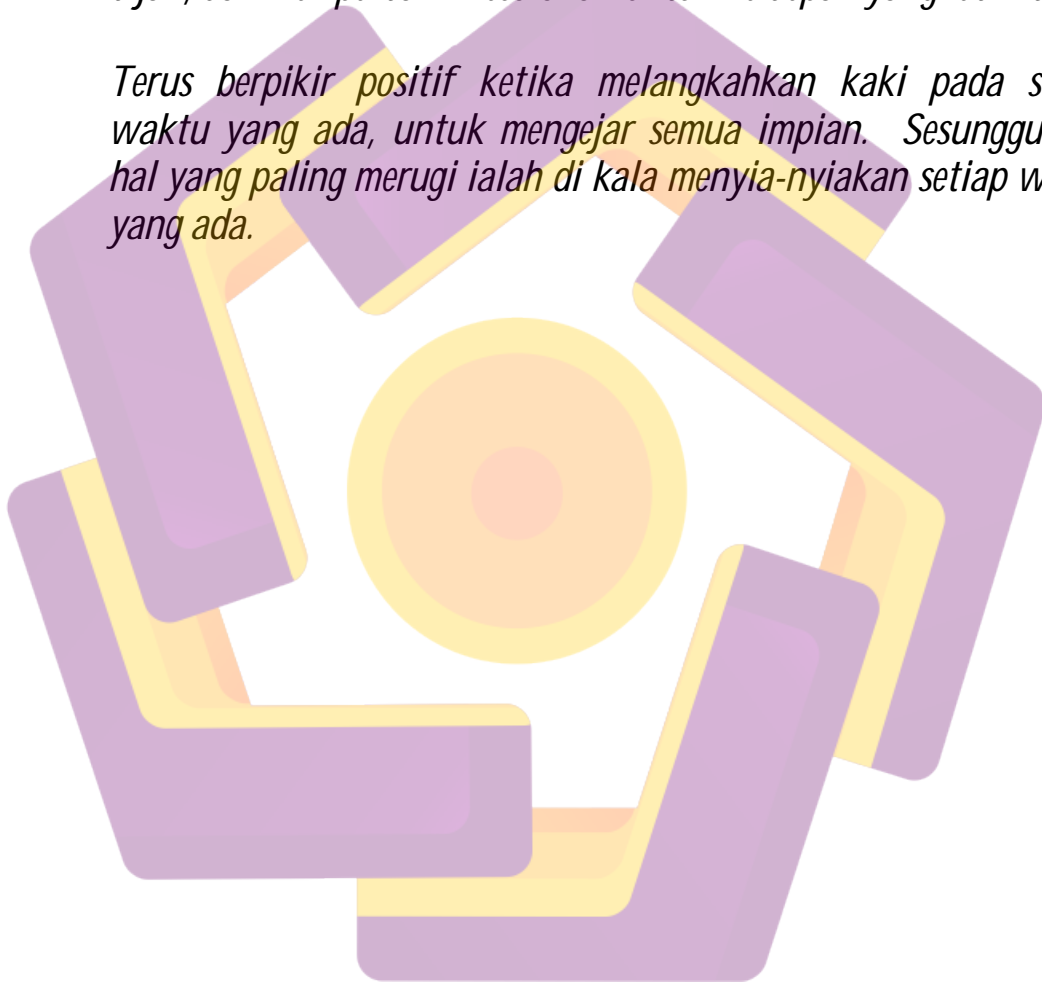 Terus berpikir positif ketika melangkahkan kaki pada s
waktu yang ada, untuk mengejar semua impian. Sesunggu
hal yang paling merugi ialah di kala menyia-nyiakan setiap w
yang ada.